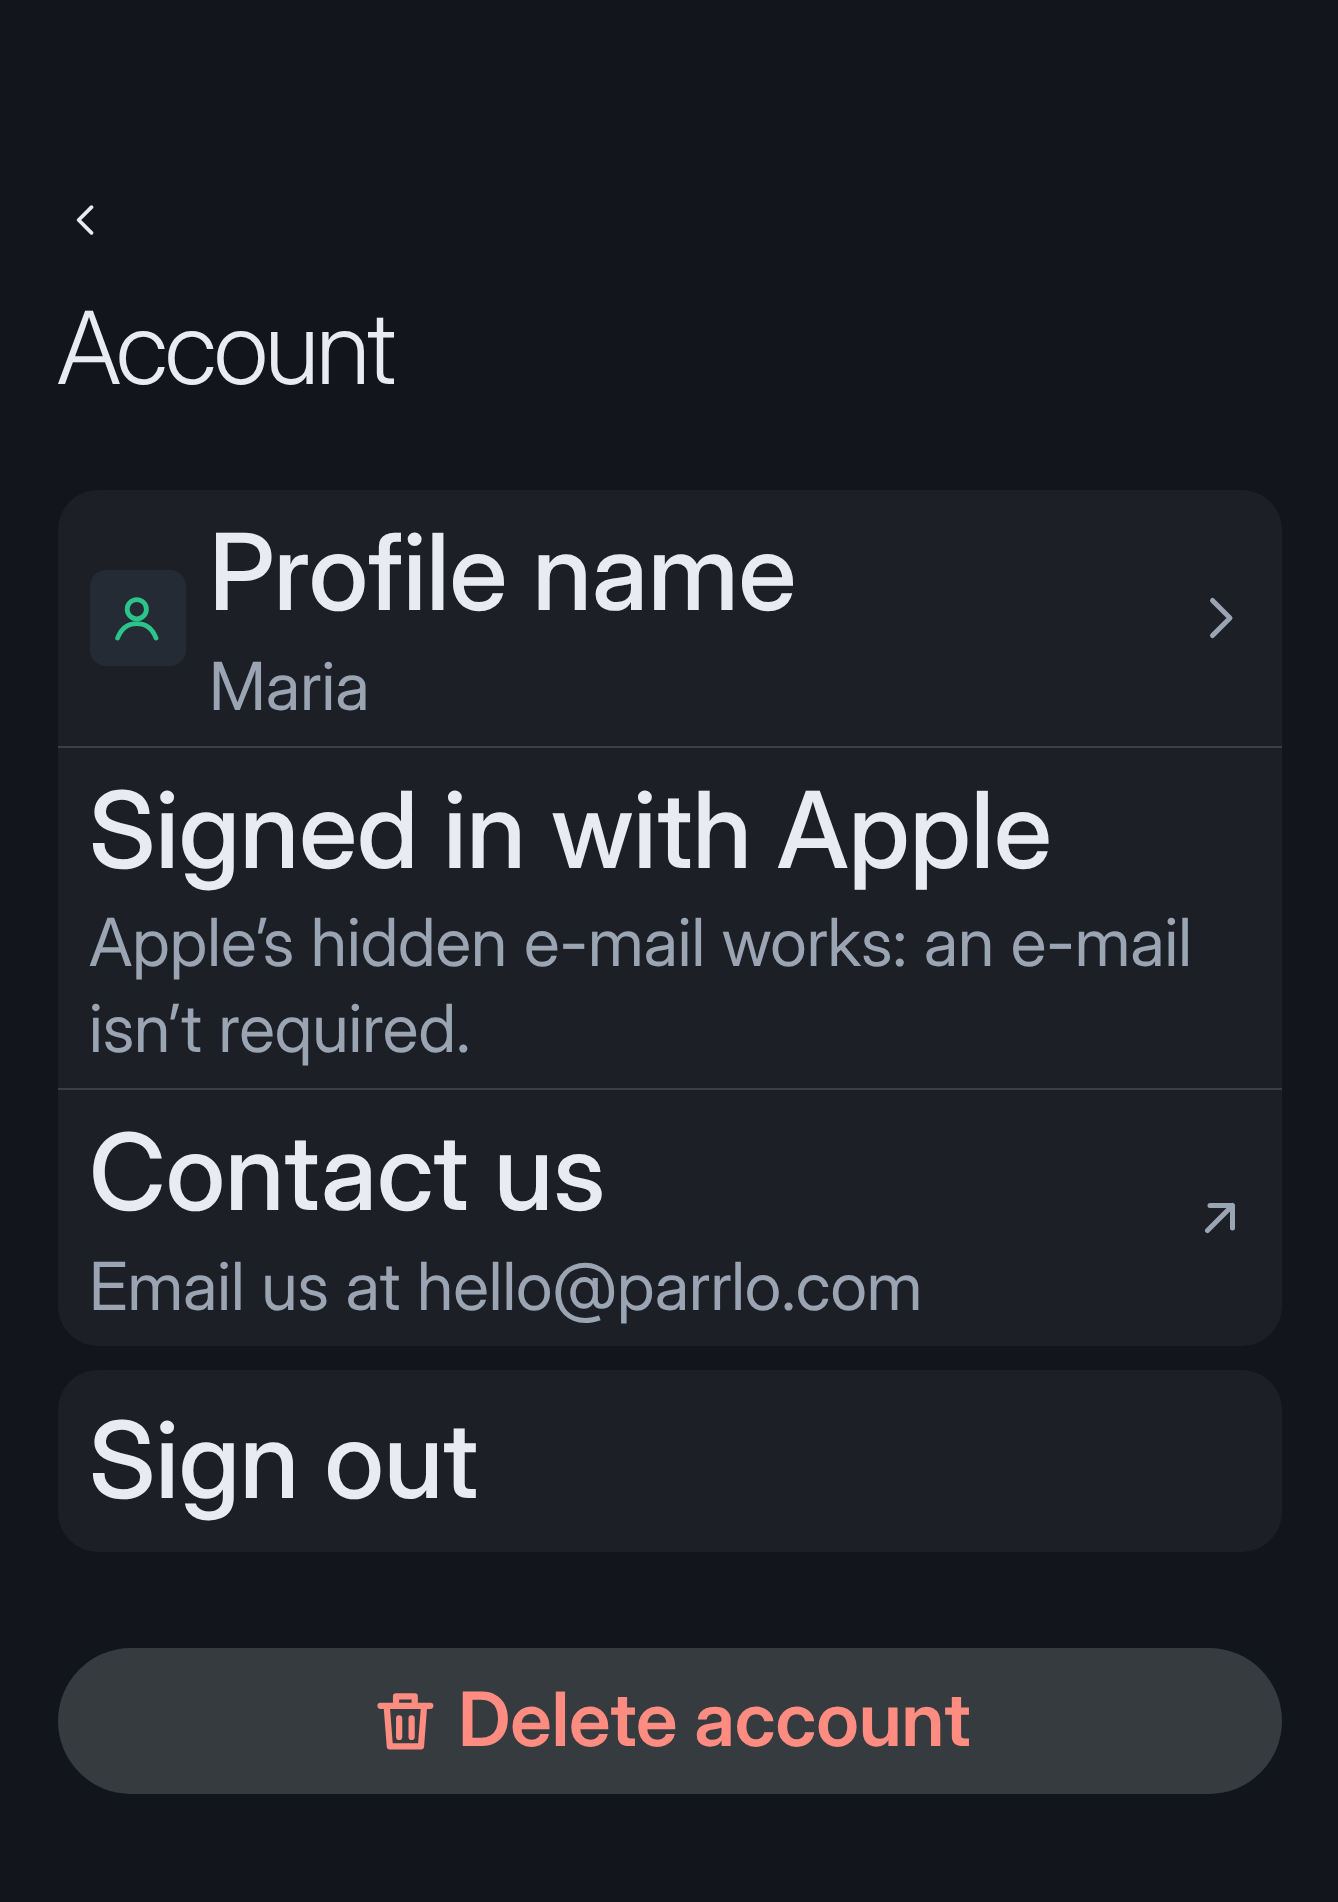 Account
Profile name
Maria
Signed in with Apple
Apple’s hidden e-mail works: an e-mail
isn’t required.
Contact us
Email us at hello@parrlo.com
Sign out
Delete account